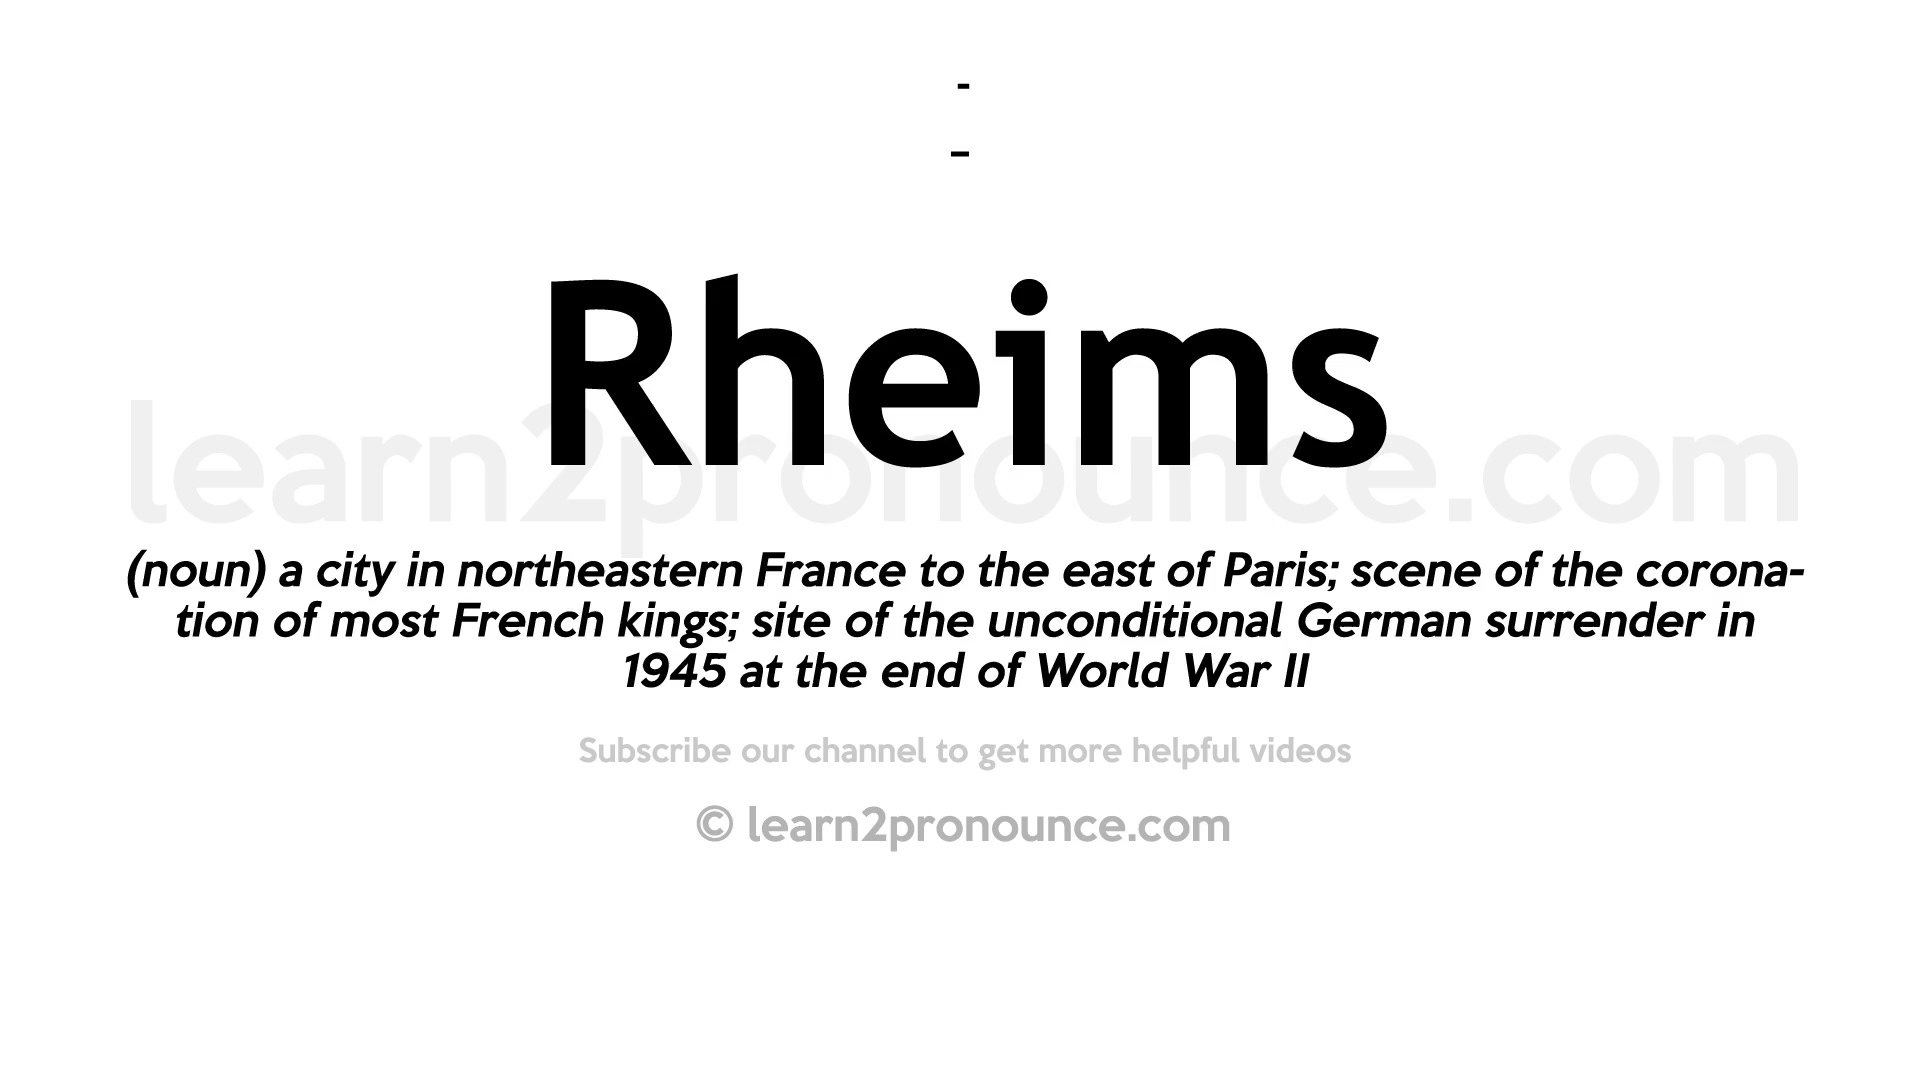 -
–
Rheims
learn2pronounce.com
(noun) a city in northeastern France to the east of Paris; scene of the corona-
tion of most French kings; site of the unconditional German surrender in
1945 at the end of World War II
Subscribe our channel to get more helpful videos
© learn2pronounce.com